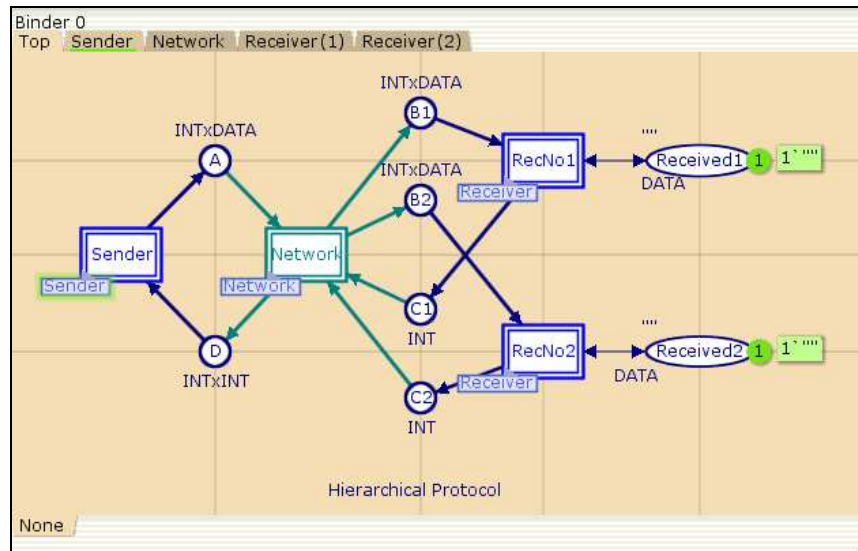 Binder 0
Top Sender Network Receiver(1) Receiver(2)
INTxDATA
B1
INTxDATA
A
""
RecNo1
Receiver
Received1
1
1`""
DATA
INTxDATA
B2
Sender
Sender
Network
Network
C1
INT
""
RecNo2
Receiver
Received2
1
1`""
DATA
D
INTxINT
C2
INT
Hierarchical Protocol
None